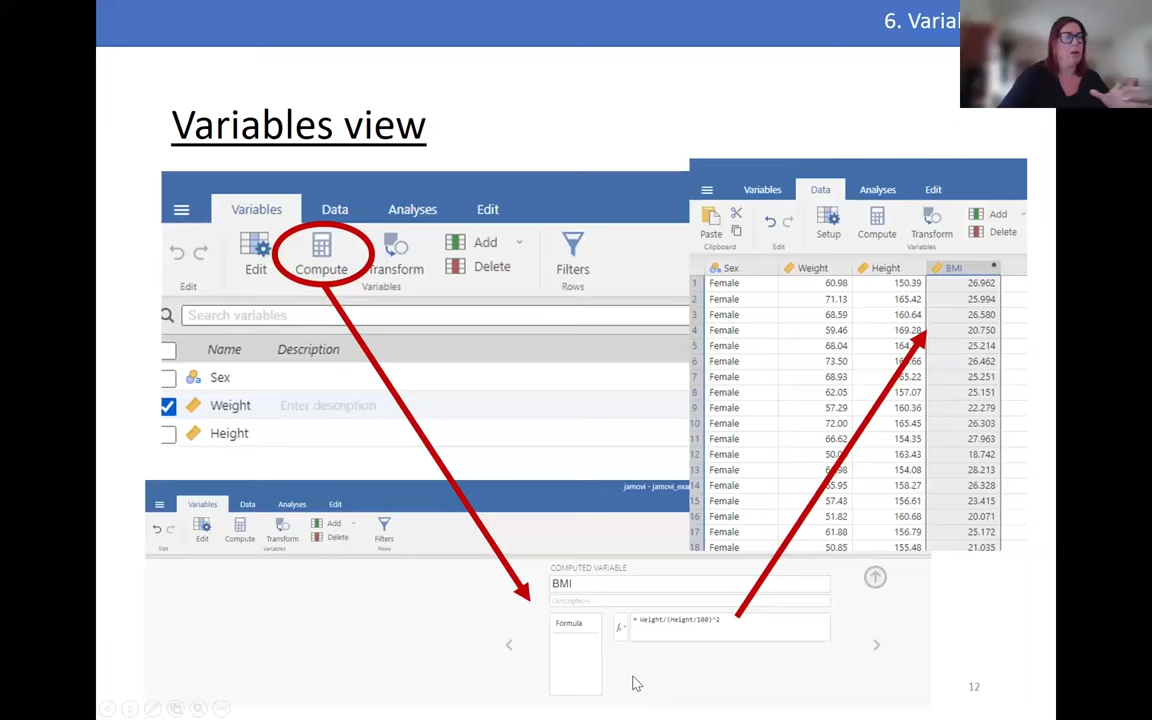 6. Varia
Variables view
Variables Data Analyses Edit
Edit Compute Transform Add Delete Filters
Edit Variables Rows
Search variables
Name Description
Sex
Weight Enter description
Height
Variables Data Analyses Edit
Paste Setup Compute Transform Add Delete
Clipboard Edit Variables
Sex Weight Height BMI
1 Female 60.98 150.39 26.962
2 Female 71.13 165.42 25.994
3 Female 68.59 160.64 26.580
4 Female 59.46 169.28 20.750
5 Female 68.04 25.214
6 Female 73.50 26.462
7 Female 68.93 25.251
8 Female 62.05 157.07 25.151
9 Female 57.29 160.36 22.279
10 Female 72.00 165.45 26.303
11 Female 66.62 154.35 27.963
12 Female 163.43 18.742
13 Female 154.08 28.213
14 Female 158.27 26.328
15 Female 57.43 156.61 23.415
16 Female 51.82 160.68 20.071
17 Female 61.88 156.79 25.172
18 Female 50.85 155.48 21.035
jamovi - jamovi_exa
Variables Data Analyses Edit
Edit Compute Transform Add Delete Filters
Edit Variables Rows
COMPUTED VARIABLE
BMI
Description
Formula fx = Weight/(Height/100)^2
12